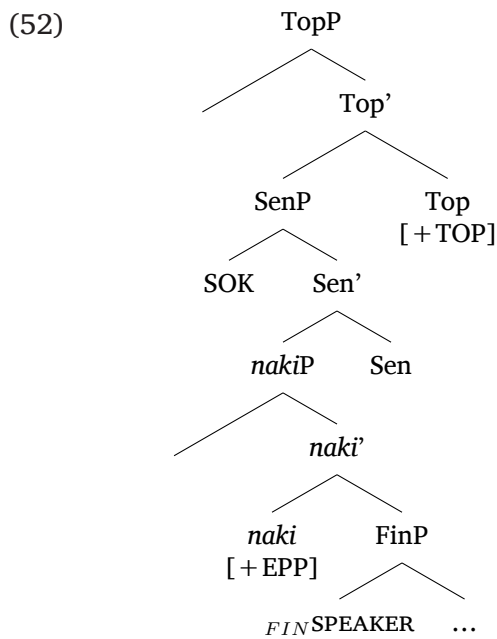 (52) TopP
Top’
SenP Top
[+TOP]
SOK Sen’
nakiP Sen
naki’
naki FinP
[+EPP]
FINSPEAKER ...